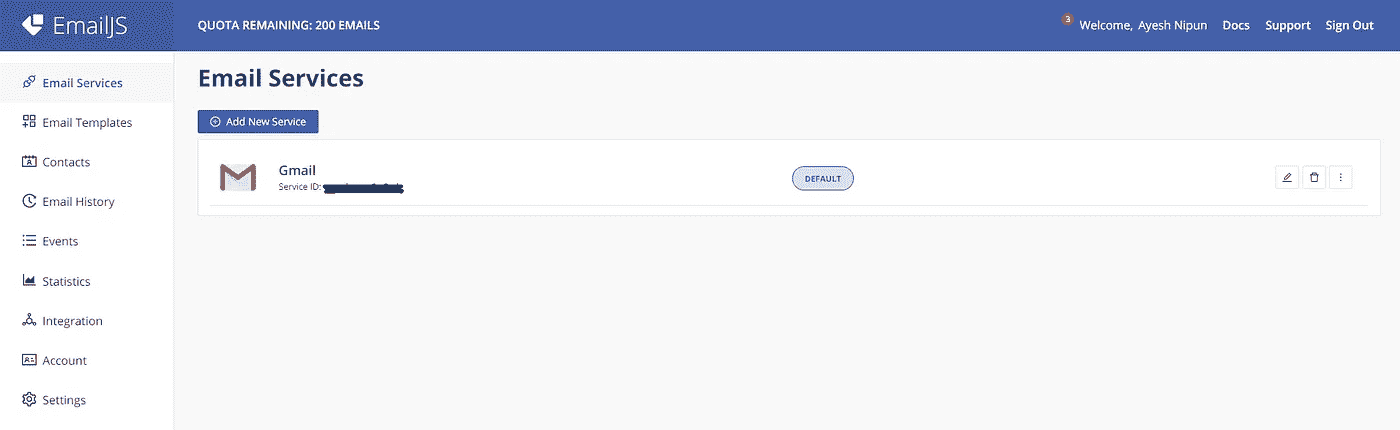 EmailJS
QUOTA REMAINING: 200 EMAILS
3
Welcome, Ayesh Nipun
Docs
Support
Sign Out
Email Services
Email Templates
Contacts
Email History
Events
Statistics
Integration
Account
Settings
Email Services
Add New Service
Gmail
Service ID:
DEFAULT